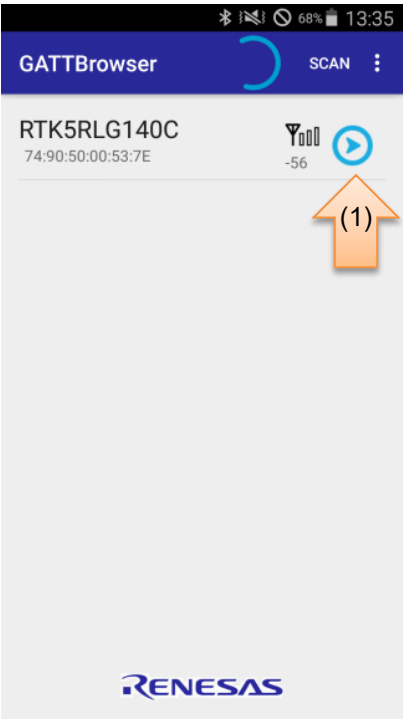 68% 13:35
GATTBrowser SCAN
RTK5RLG140C
74:90:50:00:53:7E
-56
(1)
RENESAS